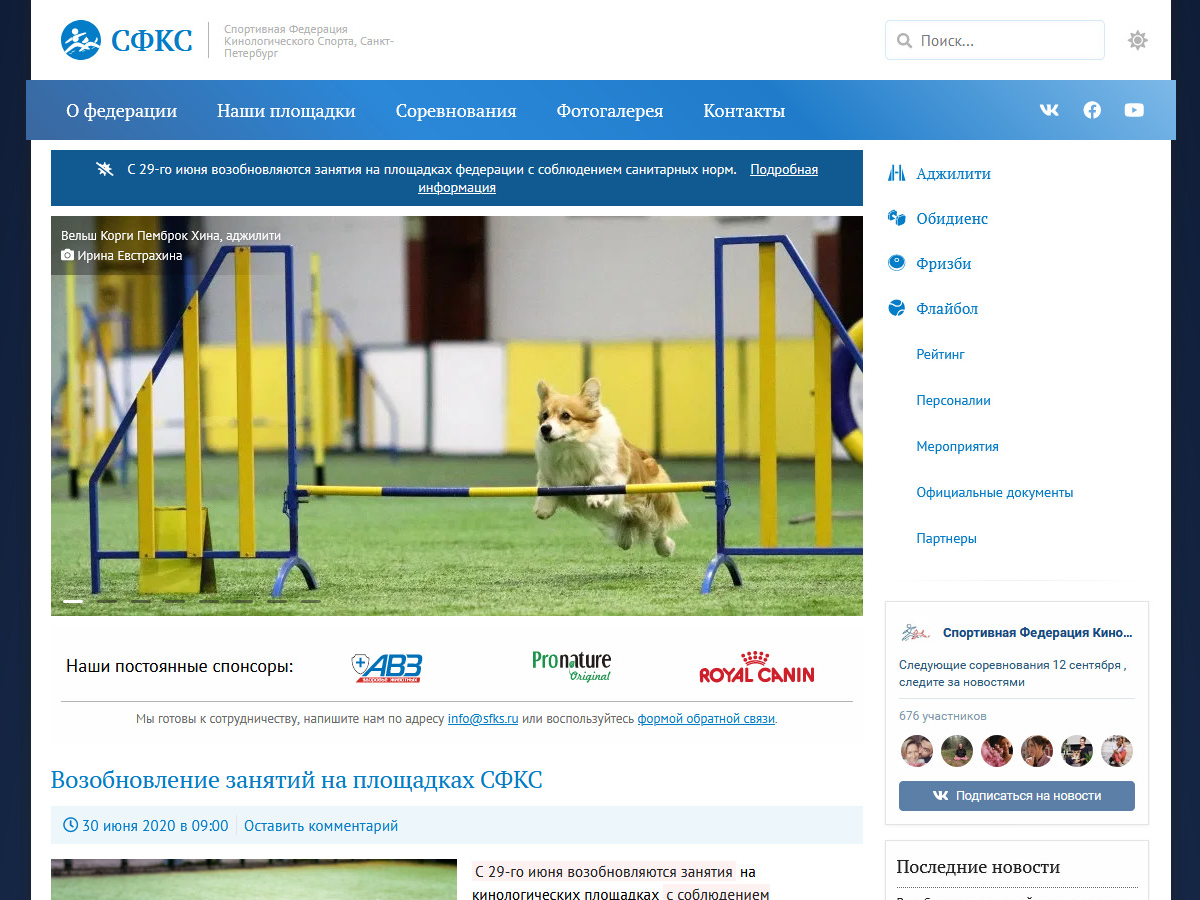 СФКС
Спортивная Федерация
Кинологического Спорта, Санкт-
Петербург
Поиск...
О федерации
Наши площадки
Соревнования
Фотогалерея
Контакты
С 29-го июня возобновляются занятия на площадках федерации с соблюдением санитарных норм. Подробная
информация
Вельш Корги Пемброк Хина, аджилити
Ирина Евстрахина
Аджилити
Обидиенс
Фризби
Флайбол
Рейтинг
Персоналии
Мероприятия
Официальные документы
Партнеры
Наши постоянные спонсоры:
АВЗ
здоровье животных
Pronature
Original
ROYAL CANIN
Мы готовы к сотрудничеству, напишите нам по адресу info@sfks.ru или воспользуйтесь формой обратной связи.
Спортивная Федерация Кино...
Следующие соревнования 12 сентября ,
следите за новостями
676 участников
Подписаться на новости
Возобновление занятий на площадках СФКС
30 июня 2020 в 09:00
Оставить комментарий
С 29-го июня возобновляются занятия на
кинологических площадках с соблюдением
Последние новости